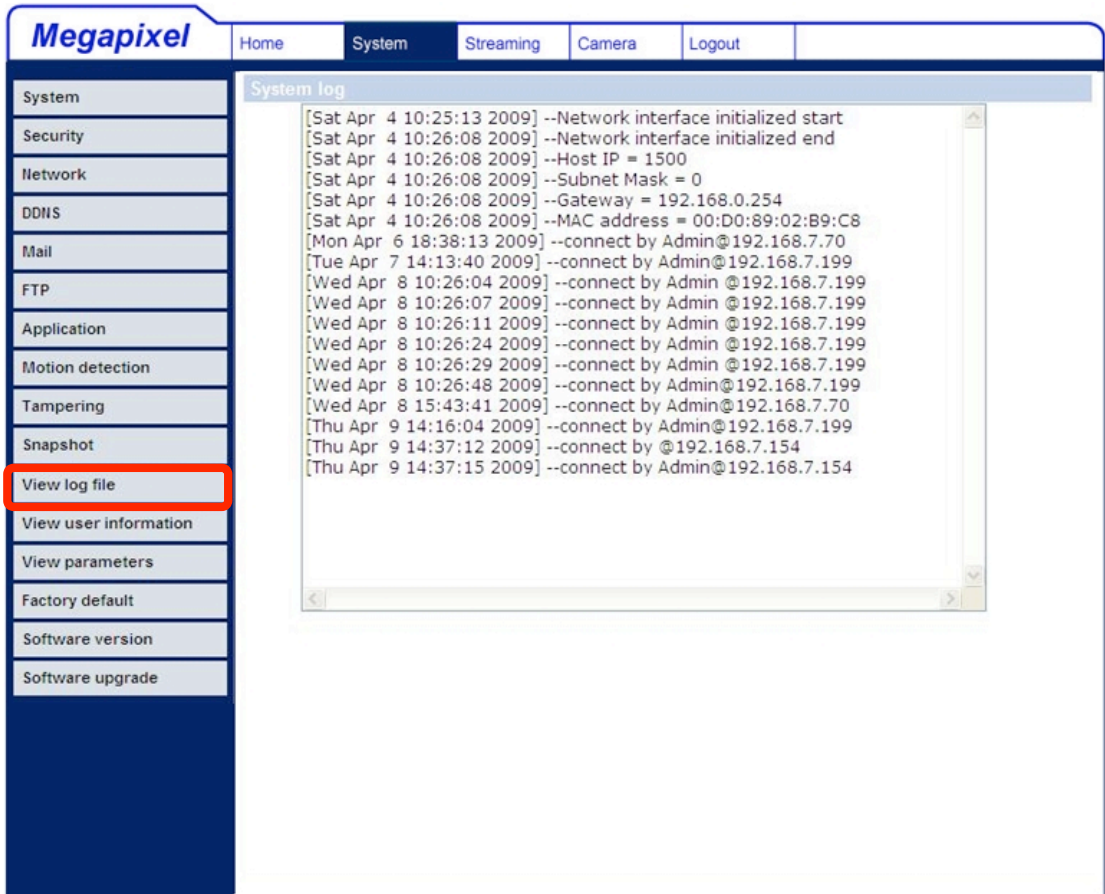 Megapixel
Home System Streaming Camera Logout
System
Security
Network
DDNS
Mail
FTP
Application
Motion detection
Tampering
Snapshot
View log file
View user information
View parameters
Factory default
Software version
Software upgrade
System log
[Sat Apr  4 10:25:13 2009] --Network interface initialized start
[Sat Apr  4 10:26:08 2009] --Network interface initialized end
[Sat Apr  4 10:26:08 2009] --Host IP = 1500
[Sat Apr  4 10:26:08 2009] --Subnet Mask = 0
[Sat Apr  4 10:26:08 2009] --Gateway = 192.168.0.254
[Sat Apr  4 10:26:08 2009] --MAC address = 00:D0:89:02:B9:C8
[Mon Apr  6 18:38:13 2009] --connect by Admin@192.168.7.70
[Tue Apr  7 14:13:40 2009] --connect by Admin@192.168.7.199
[Wed Apr  8 10:26:04 2009] --connect by Admin @192.168.7.199
[Wed Apr  8 10:26:07 2009] --connect by Admin @192.168.7.199
[Wed Apr  8 10:26:11 2009] --connect by Admin @192.168.7.199
[Wed Apr  8 10:26:24 2009] --connect by Admin @192.168.7.199
[Wed Apr  8 10:26:29 2009] --connect by Admin @192.168.7.199
[Wed Apr  8 10:26:48 2009] --connect by Admin@192.168.7.199
[Wed Apr  8 15:43:41 2009] --connect by Admin@192.168.7.70
[Thu Apr  9 14:16:04 2009] --connect by Admin@192.168.7.199
[Thu Apr  9 14:37:12 2009] --connect by @192.168.7.154
[Thu Apr  9 14:37:15 2009] --connect by Admin@192.168.7.154